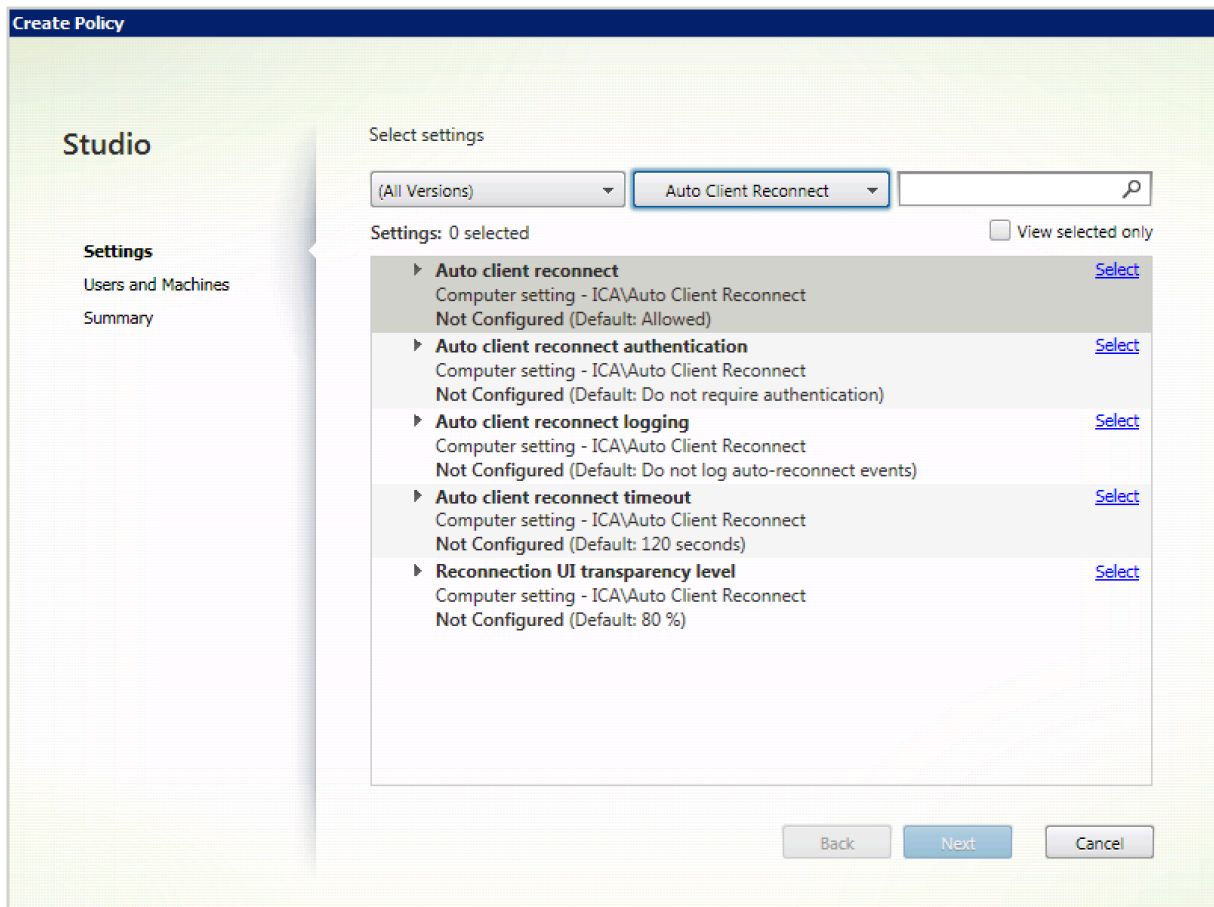 Create Policy
Studio
Select settings
(All Versions)
Auto Client Reconnect
Settings: 0 selected
View selected only
Settings
Users and Machines
Summary
Auto client reconnect
Select
Computer setting - ICA\Auto Client Reconnect
Not Configured (Default: Allowed)
Auto client reconnect authentication
Select
Computer setting - ICA\Auto Client Reconnect
Not Configured (Default: Do not require authentication)
Auto client reconnect logging
Select
Computer setting - ICA\Auto Client Reconnect
Not Configured (Default: Do not log auto-reconnect events)
Auto client reconnect timeout
Select
Computer setting - ICA\Auto Client Reconnect
Not Configured (Default: 120 seconds)
Reconnection UI transparency level
Select
Computer setting - ICA\Auto Client Reconnect
Not Configured (Default: 80 %)
Back
Next
Cancel